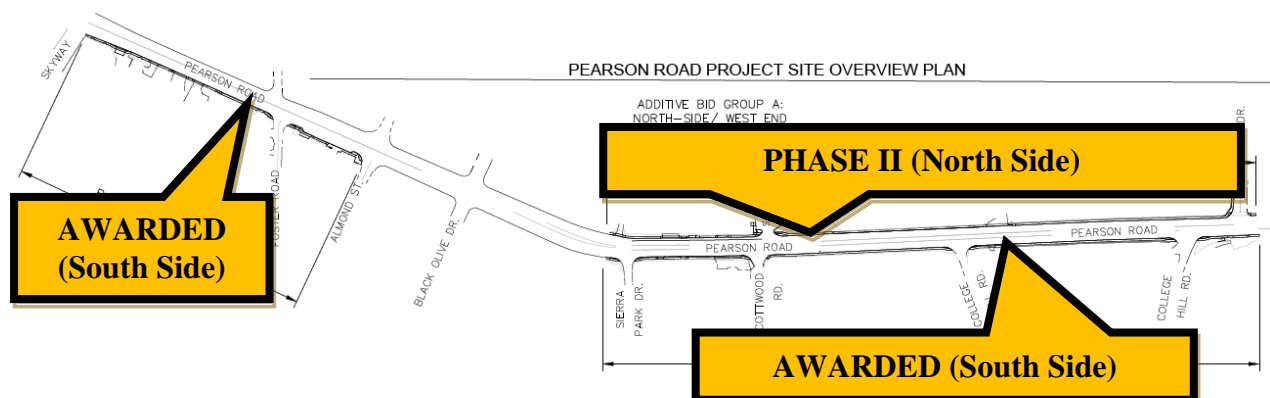 PEARSON ROAD PROJECT SITE OVERVIEW PLAN
SKYWAY
PEARSON ROAD
ADDITIVE BID GROUP A:
NORTH-SIDE/ WEST END
DR.
PHASE II (North Side)
AWARDED
(South Side)
FOSTER ROAD
ALMOND ST.
BLACK OLIVE DR.
PEARSON ROAD
PEARSON ROAD
SIERRA
PARK DR.
COTTWOOD
RD.
COLLEGE
RD.
COLLEGE
HILL RD.
AWARDED (South Side)